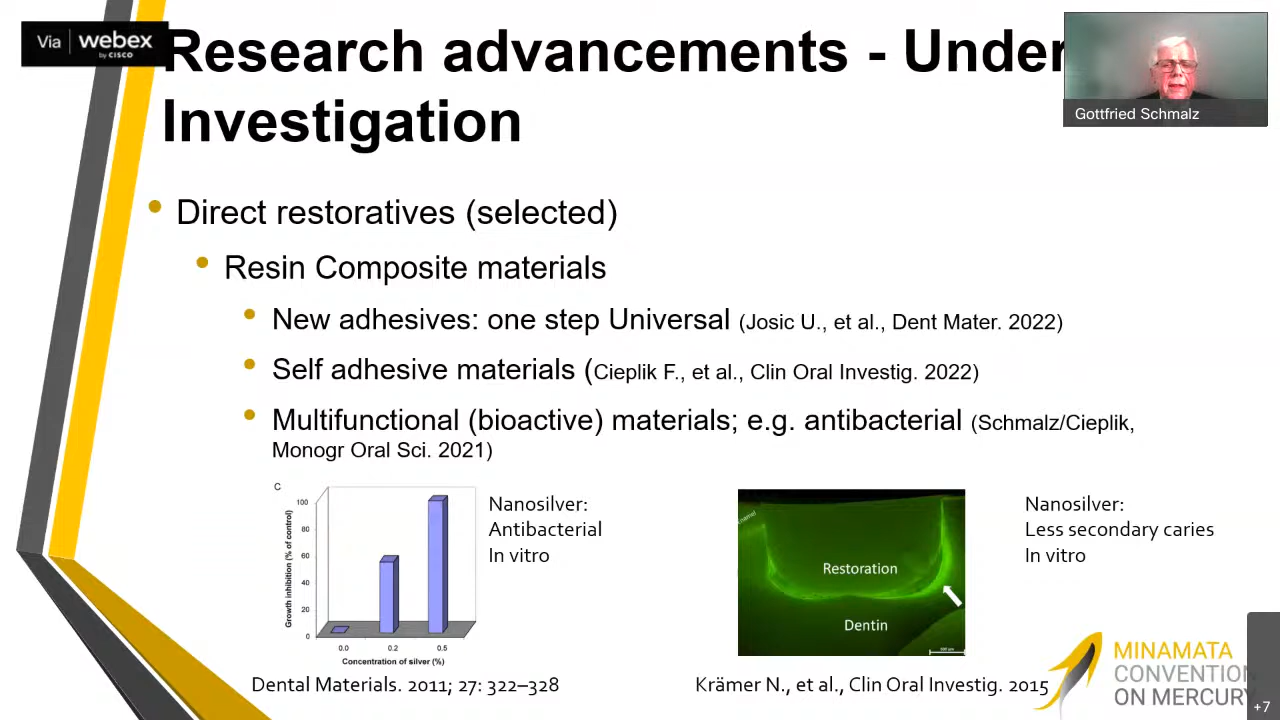 Via webex
by CISCO
Research advancements - Under
Investigation
Gottfried Schmalz
• Direct restoratives (selected)
• Resin Composite materials
• New adhesives: one step Universal (Josic U., et al., Dent Mater. 2022)
• Self adhesive materials (Cieplik F., et al., Clin Oral Investig. 2022)
• Multifunctional (bioactive) materials; e.g. antibacterial (Schmalz/Cieplik,
Monogr Oral Sci. 2021)
C
Growth inhibition (% of control)
100
80
60
40
20
0
0.0 0.2 0.5
Concentration of silver (%)
Nanosilver:
Antibacterial
In vitro
Dental Materials. 2011; 27: 322–328
Restoration
Dentin
Nanosilver:
Less secondary caries
In vitro
Krämer N., et al., Clin Oral Investig. 2015
MINAMATA
CONVENTION
ON MERCURY
+7